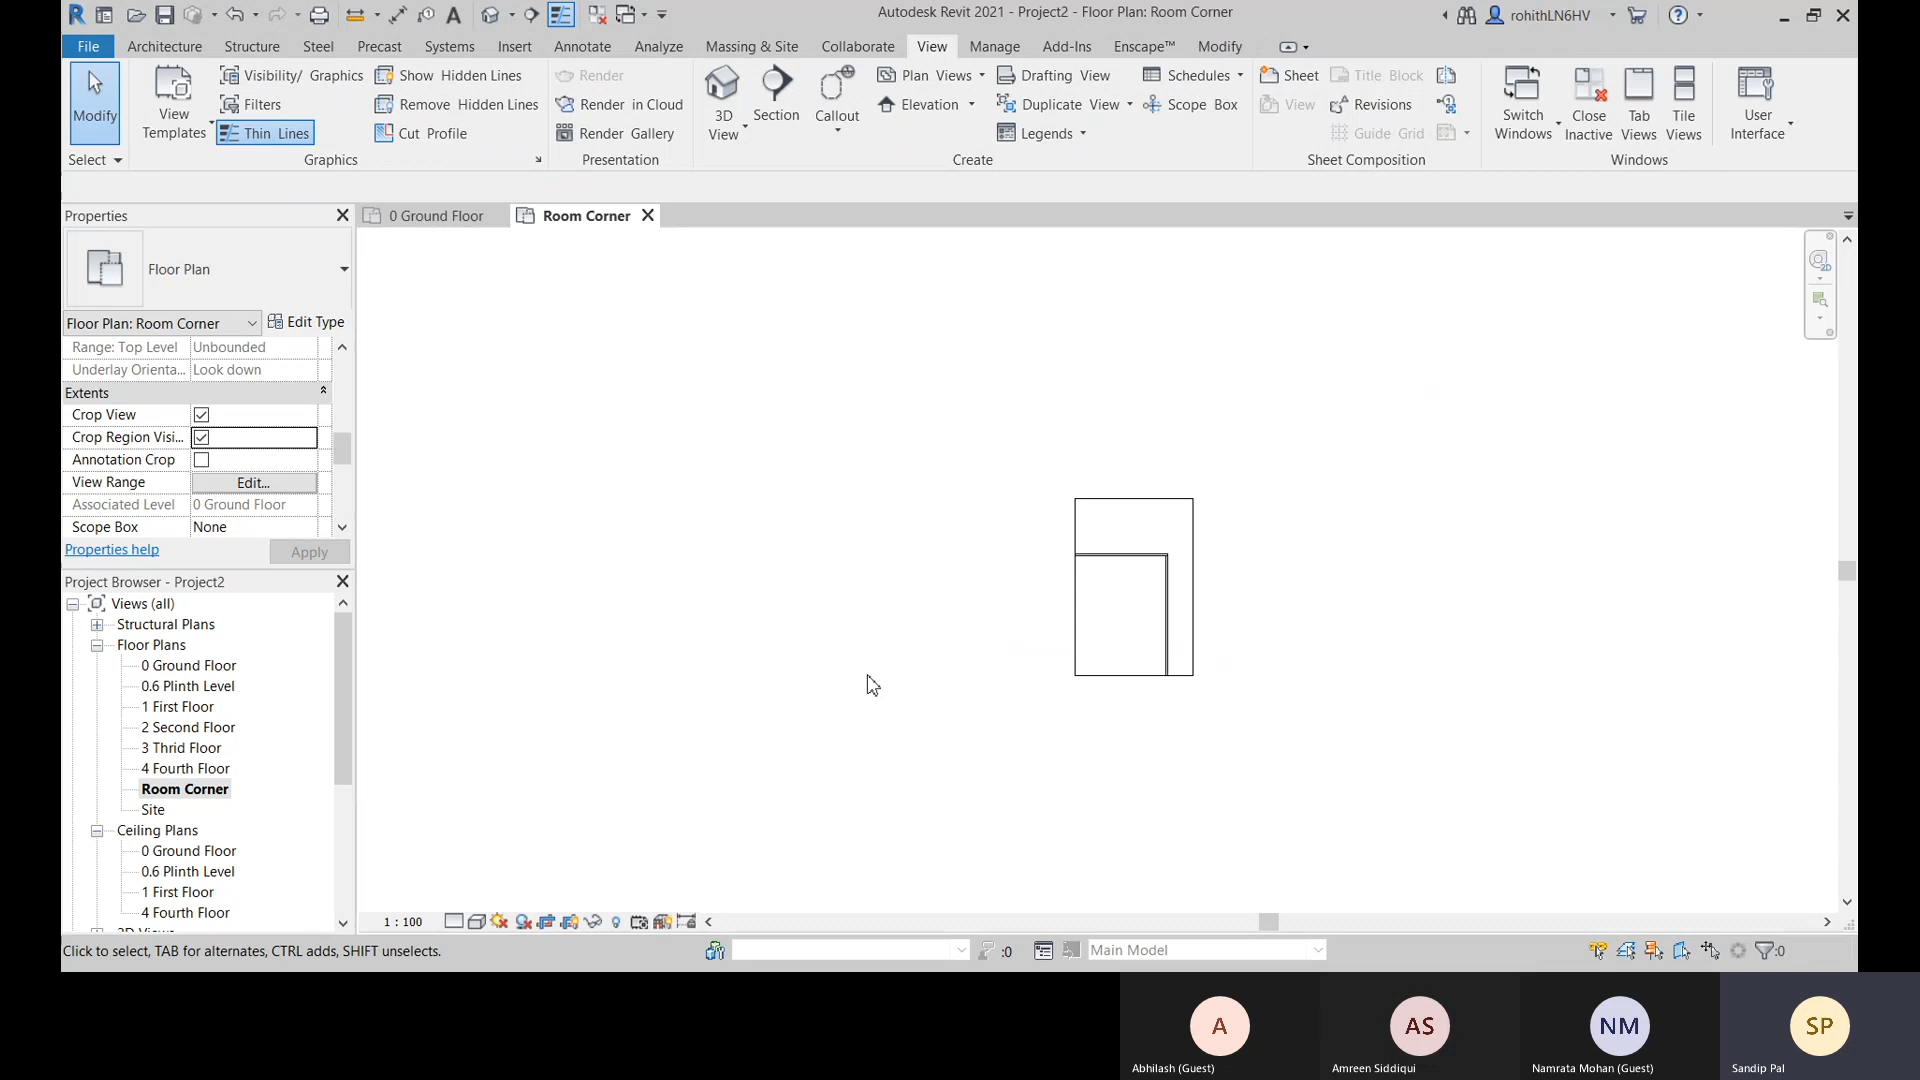 Autodesk Revit 2021 - Project2 - Floor Plan: Room Corner
rohithLN6HV
File Architecture Structure Steel Precast Systems Insert Annotate Analyze Massing & Site Collaborate View Manage Add-Ins Enscape™ Modify
Modify
View Templates
Visibility/ Graphics
Filters
Thin Lines
Show Hidden Lines
Remove Hidden Lines
Cut Profile
Render
Render in Cloud
Render Gallery
3D View
Section
Callout
Plan Views
Elevation
Drafting View
Duplicate View
Legends
Schedules
Scope Box
Sheet
View
Title Block
Revisions
Guide Grid
Switch Windows
Close Inactive
Tab Views
Tile Views
User Interface
Select Graphics Presentation Create Sheet Composition Windows
Properties
0 Ground Floor
Room Corner
Floor Plan
Floor Plan: Room Corner
Edit Type
Range: Top Level Unbounded
Underlay Orienta... Look down
Extents
Crop View
Crop Region Visi...
Annotation Crop
View Range Edit...
Associated Level 0 Ground Floor
Scope Box None
Properties help Apply
Project Browser - Project2
Views (all)
Structural Plans
Floor Plans
0 Ground Floor
0.6 Plinth Level
1 First Floor
2 Second Floor
3 Thrid Floor
4 Fourth Floor
Room Corner
Site
Ceiling Plans
0 Ground Floor
0.6 Plinth Level
1 First Floor
4 Fourth Floor
1 : 100
Click to select, TAB for alternates, CTRL adds, SHIFT unselects.
:0
Main Model
:0
A AS NM SP
Abhilash (Guest) Amreen Siddiqui Namrata Mohan (Guest) Sandip Pal